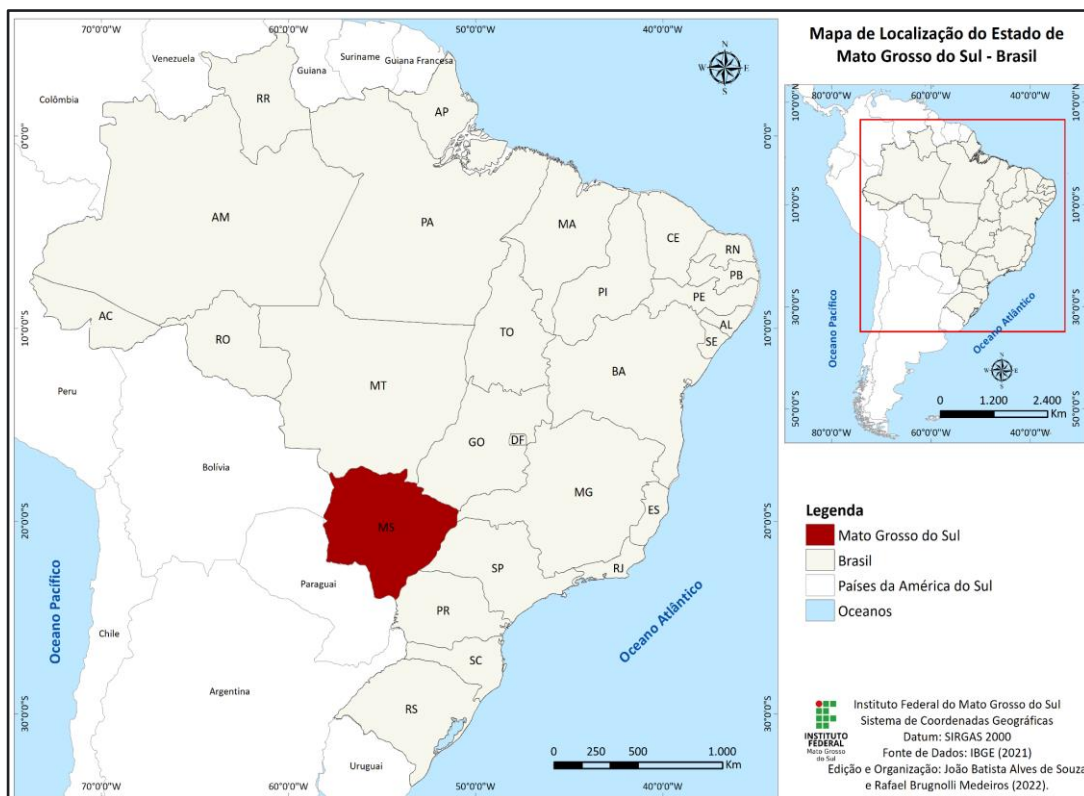 70°0'0"W
60°0'0"W
50°0'0"W
40°0'0"W
Venezuela
Suriname
Guiana
Guiana Francesa
Colômbia
RR
AP
N
W
E
S
0°0'0"
0°0'0"
AM
PA
MA
CE
RN
PB
PI
PE
AC
AL
10°0'0"S
10°0'0"S
RO
TO
SE
BA
Peru
MT
GO
DF
Bolívia
MG
MS
ES
20°0'0"S
20°0'0"S
SP
RJ
Paraguai
PR
Oceano Pacífico
Oceano Atlântico
Chile
SC
Argentina
RS
30°0'0"S
30°0'0"S
Uruguai
0 250 500 1.000
Km
70°0'0"W
60°0'0"W
50°0'0"W
40°0'0"W
Mapa de Localização do Estado de
Mato Grosso do Sul - Brasil
80°0'0"W
60°0'0"W
40°0'0"W
10°0'0"N
10°0'0"N
10°0'0"S
10°0'0"S
30°0'0"S
30°0'0"S
50°0'0"S
50°0'0"S
Oceano Pacífico
Oceano Atlântico
N
W
E
S
0 1.200 2.400
Km
80°0'0"W
60°0'0"W
40°0'0"W
Legenda
Mato Grosso do Sul
Brasil
Países da América do Sul
Oceanos
INSTITUTO
FEDERAL
Mato Grosso
do Sul
Instituto Federal do Mato Grosso do Sul
Sistema de Coordenadas Geográficas
Datum: SIRGAS 2000
Fonte de Dados: IBGE (2021)
Edição e Organização: João Batista Alves de Souza
e Rafael Brugnolli Medeiros (2022).